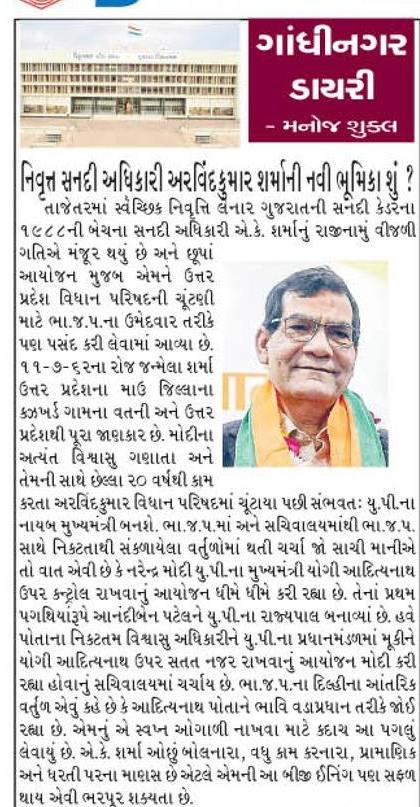 ગાંધીનગર
ડાયરી
- મનોજ શુક્લ
નિવૃત્ત સનદી અધિકારી અરવિંદકુમાર શર્માની નવી ભૂમિકા શું ?
તાજેતરમાં સ્વૈચ્છિક નિવૃત્તિ લેનાર ગુજરાતની સનદી કેડરના
૧૯૮૮ની બેચના સનદી અધિકારી એ.કે. શર્માનું રાજીનામું વીજળી
ગતિએ મંજૂર થયું છે અને છૂપાં
આયોજન મુજબ એમને ઉત્તર
પ્રદેશ વિધાન પરિષદની ચૂંટણી
માટે ભા.જ.પ.ના ઉમેદવાર તરીકે
પણ પસંદ કરી લેવામાં આવ્યા છે.
૧૧-૭-૬૨ના રોજ જન્મેલા શર્મા
ઉત્તર પ્રદેશના માઉ જિલ્લાના
કઝખર્ડ ગામના વતની અને ઉત્તર
પ્રદેશથી પૂરા જાણકાર છે. મોદીના
અત્યંત વિશ્વાસુ ગણાતા અને
તેમની સાથે છેલ્લા ૨૦ વર્ષથી કામ
કરતા અરવિંદકુમાર વિધાન પરિષદમાં ચૂંટાયા પછી સંભવતઃ યુ.પી.ના
નાયબ મુખ્યમંત્રી બનશે. ભા.જ.પ.માં અને સચિવાલયમાંથી ભા.જ.પ.
સાથે નિકટતાથી સંકળાયેલા વર્તુળોમાં થતી ચર્ચા જો સાચી માનીએ
તો વાત એવી છે કે નરેન્દ્ર મોદી યુ.પી.ના મુખ્યમંત્રી યોગી આદિત્યનાથ
ઉપર કન્ટ્રોલ રાખવાનું આયોજન ધીમે ધીમે કરી રહ્યા છે. તેનાં પ્રથમ
પગથિયાંરૂપે આનંદીબેન પટેલને યુ.પી.ના રાજ્યપાલ બનાવ્યા છે. હવે
પોતાના નિકટતમ વિશ્વાસુ અધિકારીને યુ.પી.ના પ્રધાનમંડળમાં મૂકીને
યોગી આદિત્યનાથ ઉપર સતત નજર રાખવાનું આયોજન મોદી કરી
રહ્યા હોવાનું સચિવાલયમાં ચર્ચાય છે. ભા.જ.પ.ના દિલ્હીના આંતરિક
વર્તુળ એવું કહે છે કે આદિત્યનાથ પોતાને ભાવિ વડાપ્રધાન તરીકે જોઈ
રહ્યા છે. એમનું એ સ્વપ્ન ઓગાળી નાખવા માટે કદાચ આ પગલું
લેવાયું છે. એ.કે. શર્મા ઓછું બોલનારા, વધુ કામ કરનારા, પ્રામાણિક
અને ધરતી પરના માણસ છે એટલે એમની આ બીજી ઈનિંગ પણ સફળ
થાય એવી ભરપૂર શક્યતા છે.